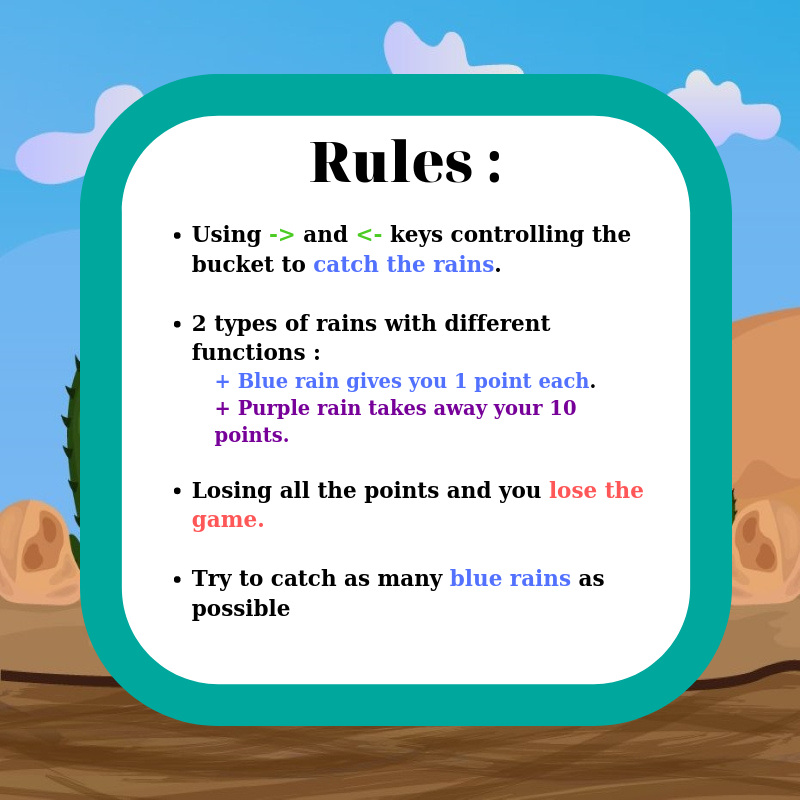 Rules :
• Using -> and <- keys controlling the
bucket to catch the rains.
• 2 types of rains with different
functions :
+ Blue rain gives you 1 point each.
+ Purple rain takes away your 10
points.
• Losing all the points and you lose the
game.
• Try to catch as many blue rains as
possible